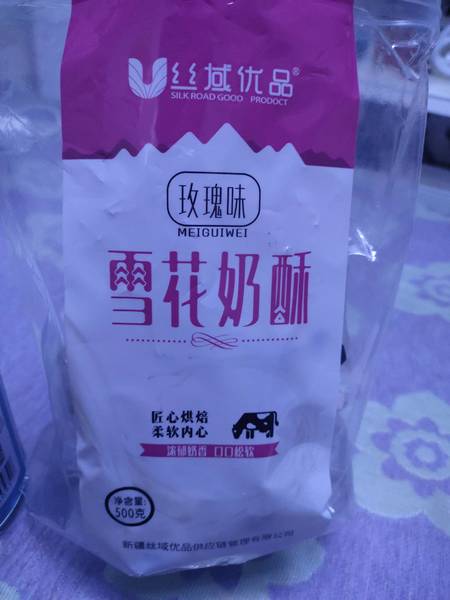 丝域优品®
SILK ROAD GOOD PRODUCT
玫瑰味
MEIGUIWEI
雪花奶酥
匠心烘焙
柔软内心
浓郁奶香 口口松软
净含量:
500克
新疆丝域优品供应链管理有限公司